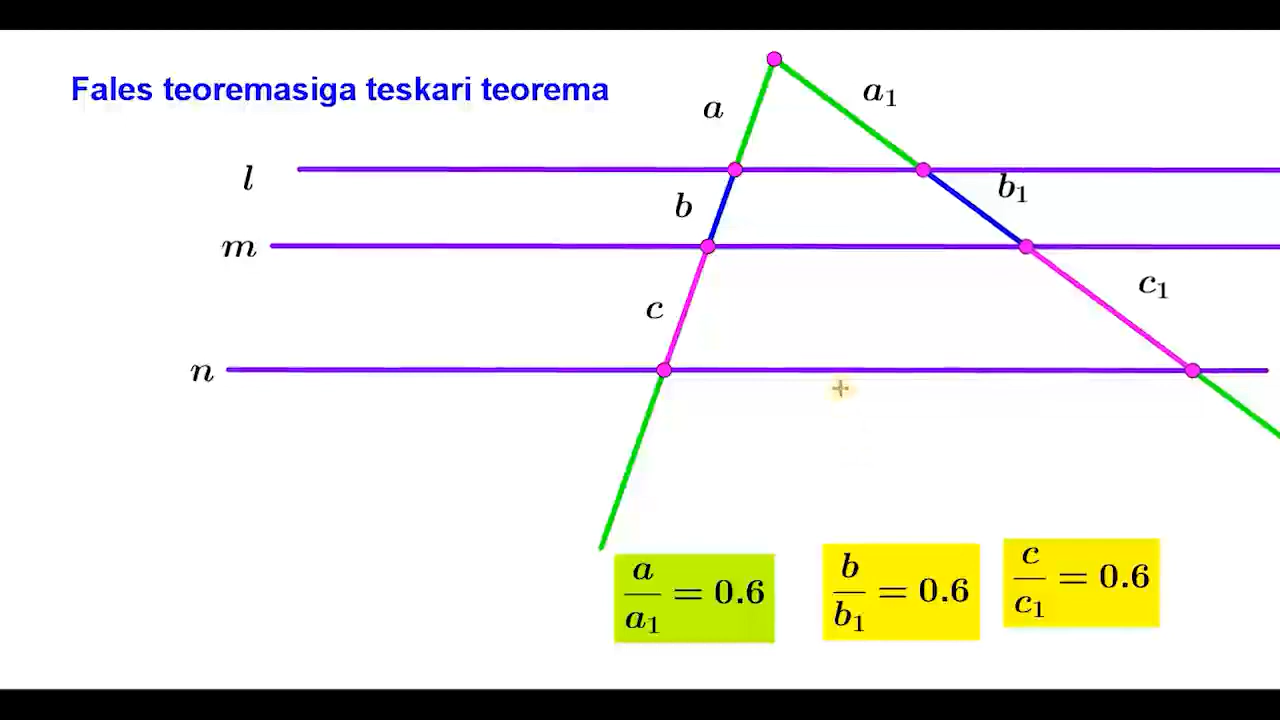 Fales teoremasiga teskari teorema
a
a₁
l
b
b₁
m
c
c₁
n
a/a₁ = 0.6
b/b₁ = 0.6
c/c₁ = 0.6